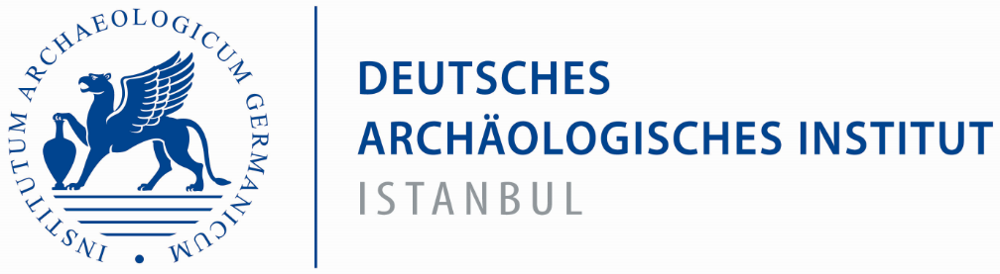 INSTITUTUM ARCHAEOLOGICUM GERMANICUM
DEUTSCHES
ARCHÄOLOGISCHES INSTITUT
ISTANBUL